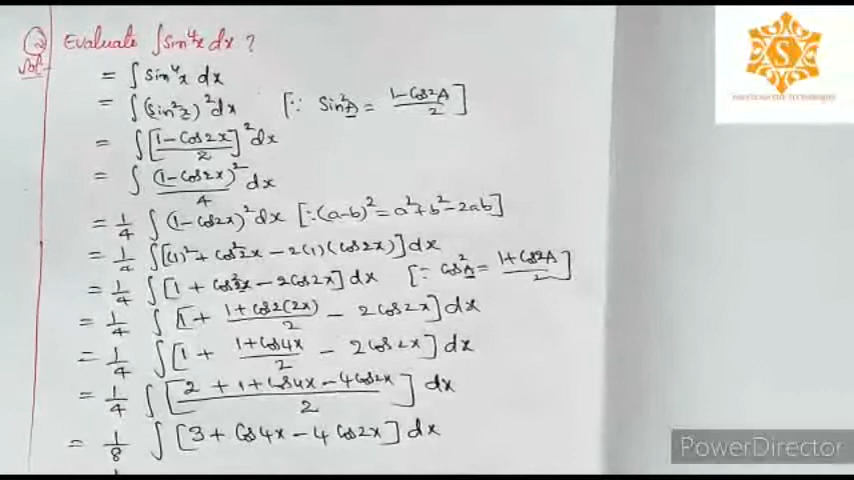 Q Evaluate ∫sin⁴x dx ?
Sol:-
= ∫ sin⁴x dx
= ∫ (sin²x)² dx [∵ sin²A = (1-cos2A)/2]
= ∫ [(1-cos2x)/2]² dx
= ∫ (1-cos2x)²/4 dx
= 1/4 ∫ (1-cos2x)² dx [∵ (a-b)² = a²+b²-2ab]
= 1/4 ∫[(1)² + cos²2x - 2(1)(cos2x)] dx
= 1/4 ∫ [1 + cos²2x - 2cos2x] dx [∵ cos²A = (1+cos2A)/2]
= 1/4 ∫ [1 + (1+cos2(2x))/2 - 2cos2x] dx
= 1/4 ∫ [1 + (1+cos4x)/2 - 2cos2x] dx
= 1/4 ∫ [(2+1+cos4x-4cos2x)/2] dx
= 1/8 ∫ [3 + cos4x - 4cos2x] dx
S
PowerDirector